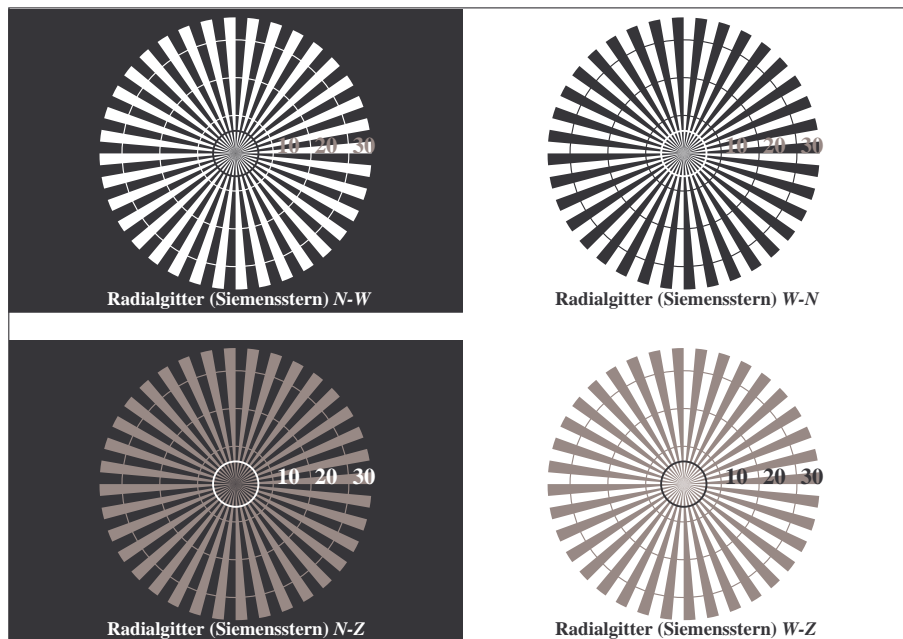 10 20 30
Radialgitter (Siemensstern) N-W
10 20 30
Radialgitter (Siemensstern) W-N
10 20 30
Radialgitter (Siemensstern) N-Z
10 20 30
Radialgitter (Siemensstern) W-Z